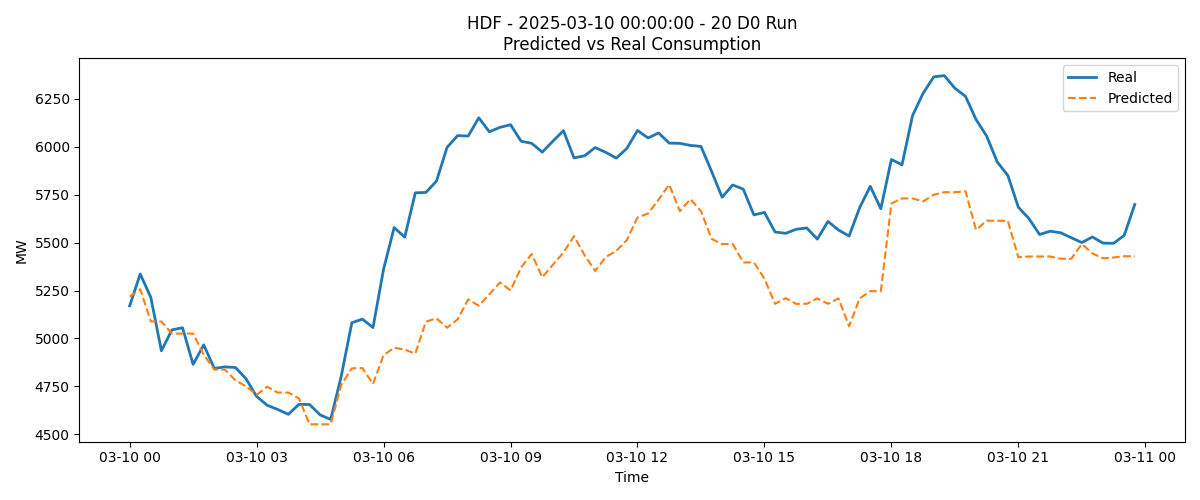 HDF - 2025-03-10 00:00:00 - 20 D0 Run
Predicted vs Real Consumption
Real
Predicted
MW
6250
6000
5750
5500
5250
5000
4750
4500
03-10 00
03-10 03
03-10 06
03-10 09
03-10 12
03-10 15
03-10 18
03-10 21
03-11 00
Time